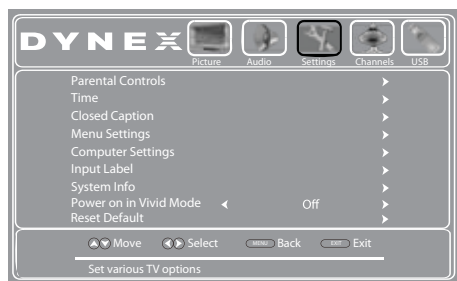 DYNEX
Picture Audio Settings Channels USB
Parental Controls
Time
Closed Caption
Menu Settings
Computer Settings
Input Label
System Info
Power on in Vivid Mode Off
Reset Default
Move Select MENU Back EXIT Exit
Set various TV options